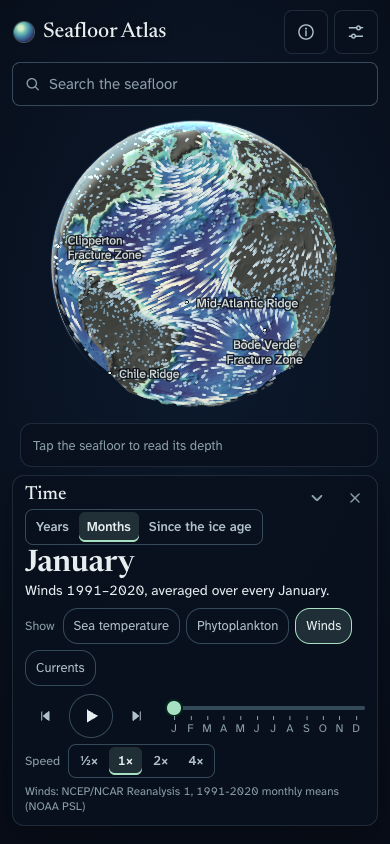 Seafloor Atlas
Search the seafloor
Clipperton
Fracture Zone
Mid-Atlantic Ridge
Bode Verde
Fracture Zone
Chile Ridge
Tap the seafloor to read its depth
Time
Years Months Since the ice age
January
Winds 1991–2020, averaged over every January.
Show Sea temperature Phytoplankton Winds
Currents
J F M A M J J A S O N D
Speed ½× 1× 2× 4×
Winds: NCEP/NCAR Reanalysis 1, 1991-2020 monthly means
(NOAA PSL)